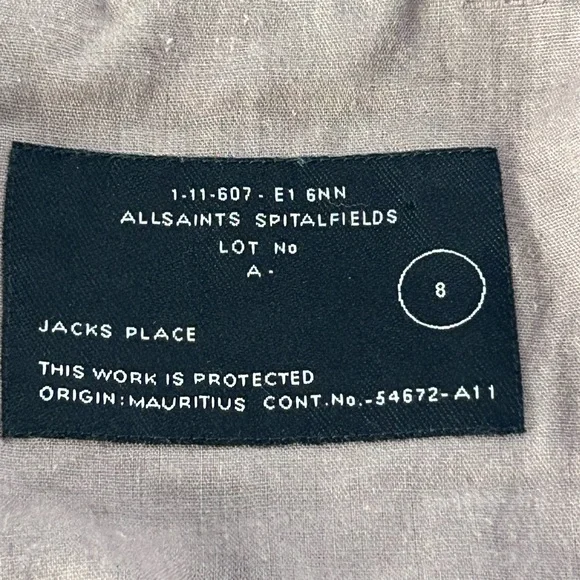 1-11-607 - E1 6NN
ALLSAINTS SPITALFIELDS
LOT No
A -
8
JACKS PLACE
THIS WORK IS PROTECTED
ORIGIN: MAURITIUS CONT.No.-54672-A11